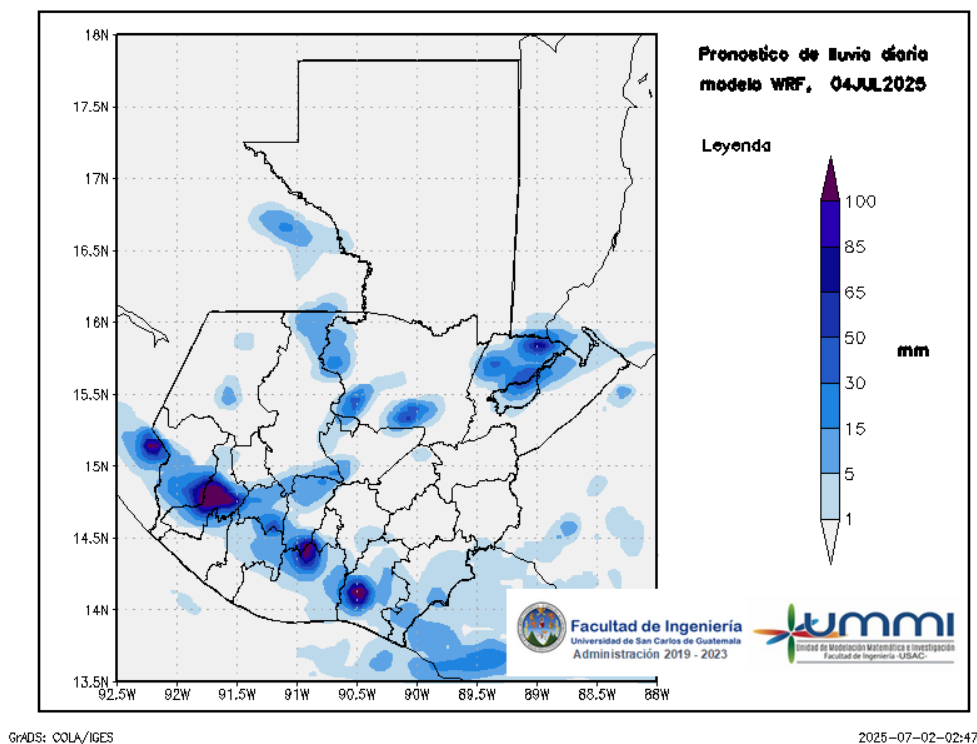 Pronostico de lluvia diaria
modelo WRF, 04JUL2025
Leyenda
100
85
65
50
30
15
5
1
mm
18N
17.5N
17N
16.5N
16N
15.5N
15N
14.5N
14N
13.5N
92.5W
92W
91.5W
91W
90.5W
90W
89.5W
89W
88.5W
88W
Facultad de Ingeniería
Universidad de San Carlos de Guatemala
Administración 2019 - 2023
UMMI
Unidad de Modelación Matemática e Investigación
Facultad de Ingeniería -USAC-
GrADS: COLA/IGES
2025-07-02-02:47